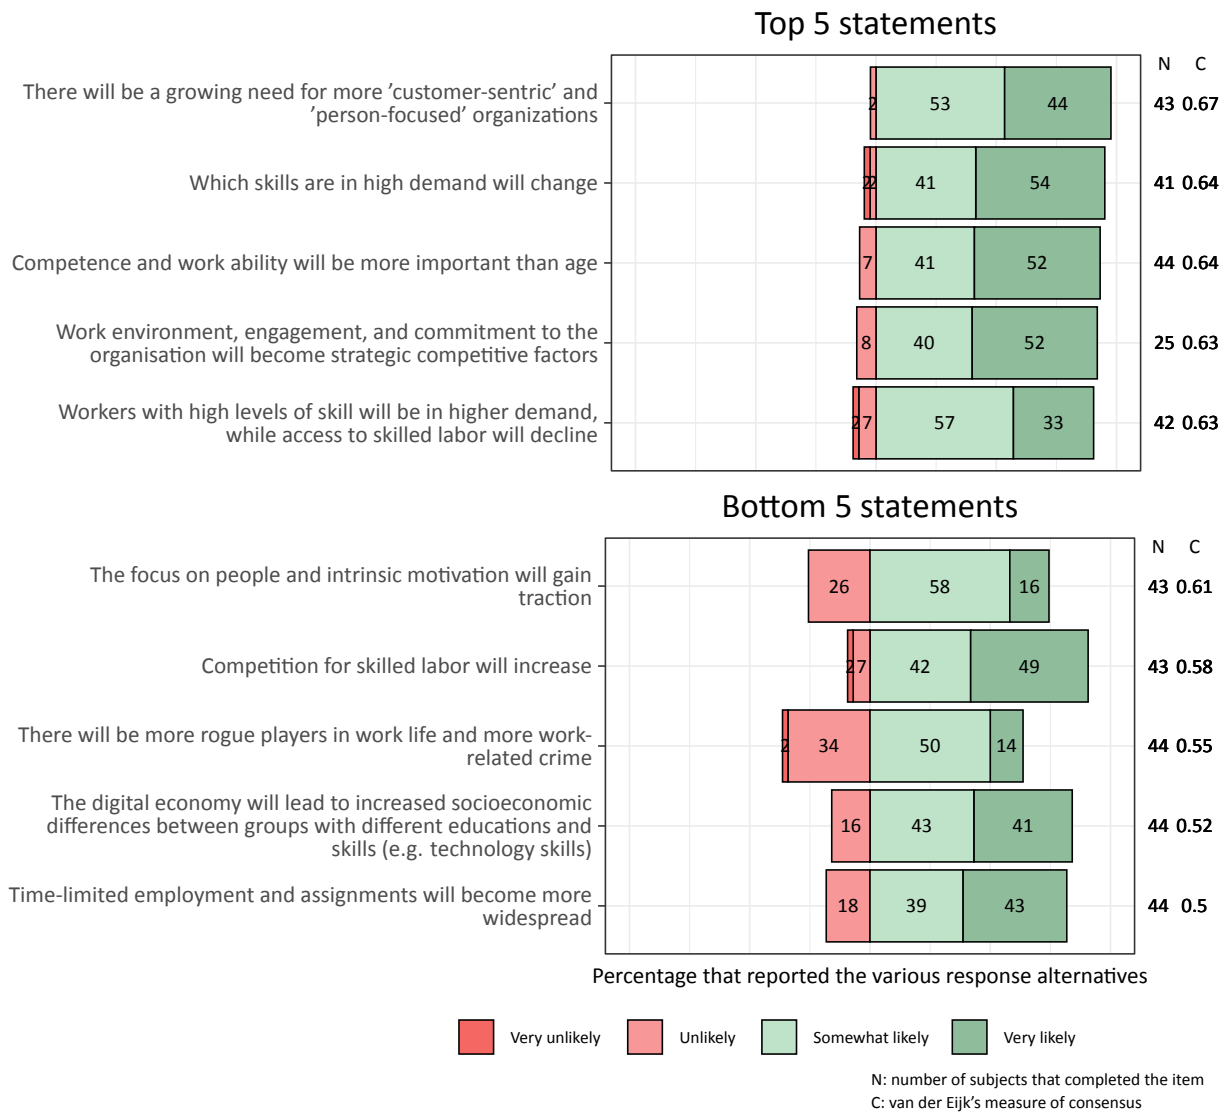 Top 5 statements
N C
There will be a growing need for more ’customer-sentric’ and
’person-focused’ organizations
2 53 44 43 0.67
Which skills are in high demand will change
2 2 41 54 41 0.64
Competence and work ability will be more important than age
7 41 52 44 0.64
Work environment, engagement, and commitment to the
organisation will become strategic competitive factors
8 40 52 25 0.63
Workers with high levels of skill will be in higher demand,
while access to skilled labor will decline
2 7 57 33 42 0.63
Bottom 5 statements
N C
The focus on people and intrinsic motivation will gain
traction
26 58 16 43 0.61
Competition for skilled labor will increase
2 7 42 49 43 0.58
There will be more rogue players in work life and more work-
related crime
2 34 50 14 44 0.55
The digital economy will lead to increased socioeconomic
differences between groups with different educations and
skills (e.g. technology skills)
16 43 41 44 0.52
Time-limited employment and assignments will become more
widespread
18 39 43 44 0.5
Percentage that reported the various response alternatives
Very unlikely Unlikely Somewhat likely Very likely
N: number of subjects that completed the item
C: van der Eijk’s measure of consensus